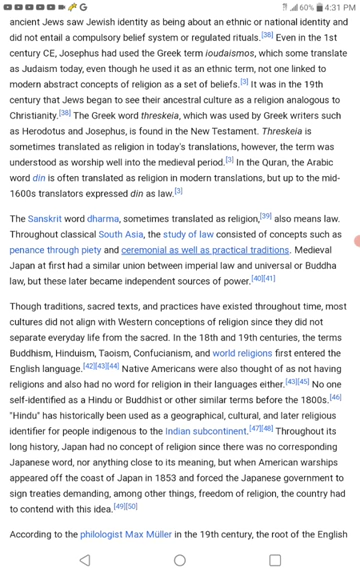 60% 4:31 PM
ancient Jews saw Jewish identity as being about an ethnic or national identity and
did not entail a compulsory belief system or regulated rituals.[38] Even in the 1st
century CE, Josephus had used the Greek term ioudaismos, which some translate
as Judaism today, even though he used it as an ethnic term, not one linked to
modern abstract concepts of religion as a set of beliefs.[3] It was in the 19th
century that Jews began to see their ancestral culture as a religion analogous to
Christianity.[38] The Greek word threskeia, which was used by Greek writers such
as Herodotus and Josephus, is found in the New Testament. Threskeia is
sometimes translated as religion in today's translations, however, the term was
understood as worship well into the medieval period.[3] In the Quran, the Arabic
word din is often translated as religion in modern translations, but up to the mid-
1600s translators expressed din as law.[3]
The Sanskrit word dharma, sometimes translated as religion,[39] also means law.
Throughout classical South Asia, the study of law consisted of concepts such as
penance through piety and ceremonial as well as practical traditions. Medieval
Japan at first had a similar union between imperial law and universal or Buddha
law, but these later became independent sources of power.[40][41]
Though traditions, sacred texts, and practices have existed throughout time, most
cultures did not align with Western conceptions of religion since they did not
separate everyday life from the sacred. In the 18th and 19th centuries, the terms
Buddhism, Hinduism, Taoism, Confucianism, and world religions first entered the
English language.[42][43][44] Native Americans were also thought of as not having
religions and also had no word for religion in their languages either.[43][45] No one
self-identified as a Hindu or Buddhist or other similar terms before the 1800s.[46]
"Hindu" has historically been used as a geographical, cultural, and later religious
identifier for people indigenous to the Indian subcontinent.[47][48] Throughout its
long history, Japan had no concept of religion since there was no corresponding
Japanese word, nor anything close to its meaning, but when American warships
appeared off the coast of Japan in 1853 and forced the Japanese government to
sign treaties demanding, among other things, freedom of religion, the country had
to contend with this idea.[49][50]
According to the philologist Max Müller in the 19th century, the root of the English